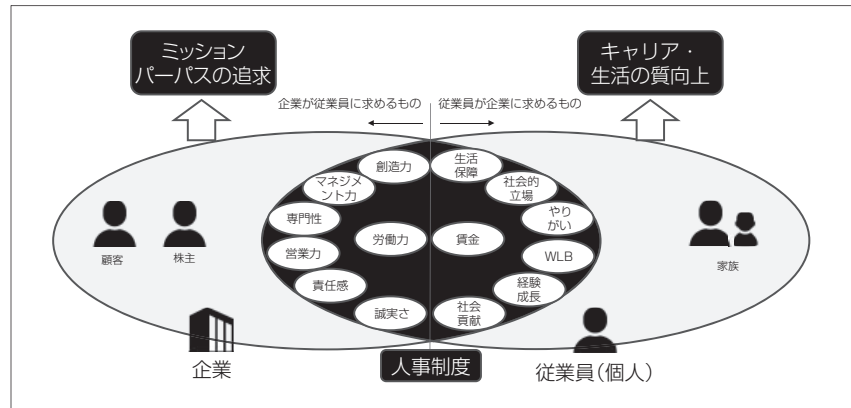 ミッション
パーパスの追求
キャリア・
生活の質向上
企業が従業員に求めるもの
従業員が企業に求めるもの
創造力
マネジメ
ント力
専門性
営業力
責任感
誠実さ
労働力
賃金
生活
保障
社会的
立場
やり
がい
WLB
経験
成長
社会
貢献
顧客
株主
家族
企業
人事制度
従業員(個人)